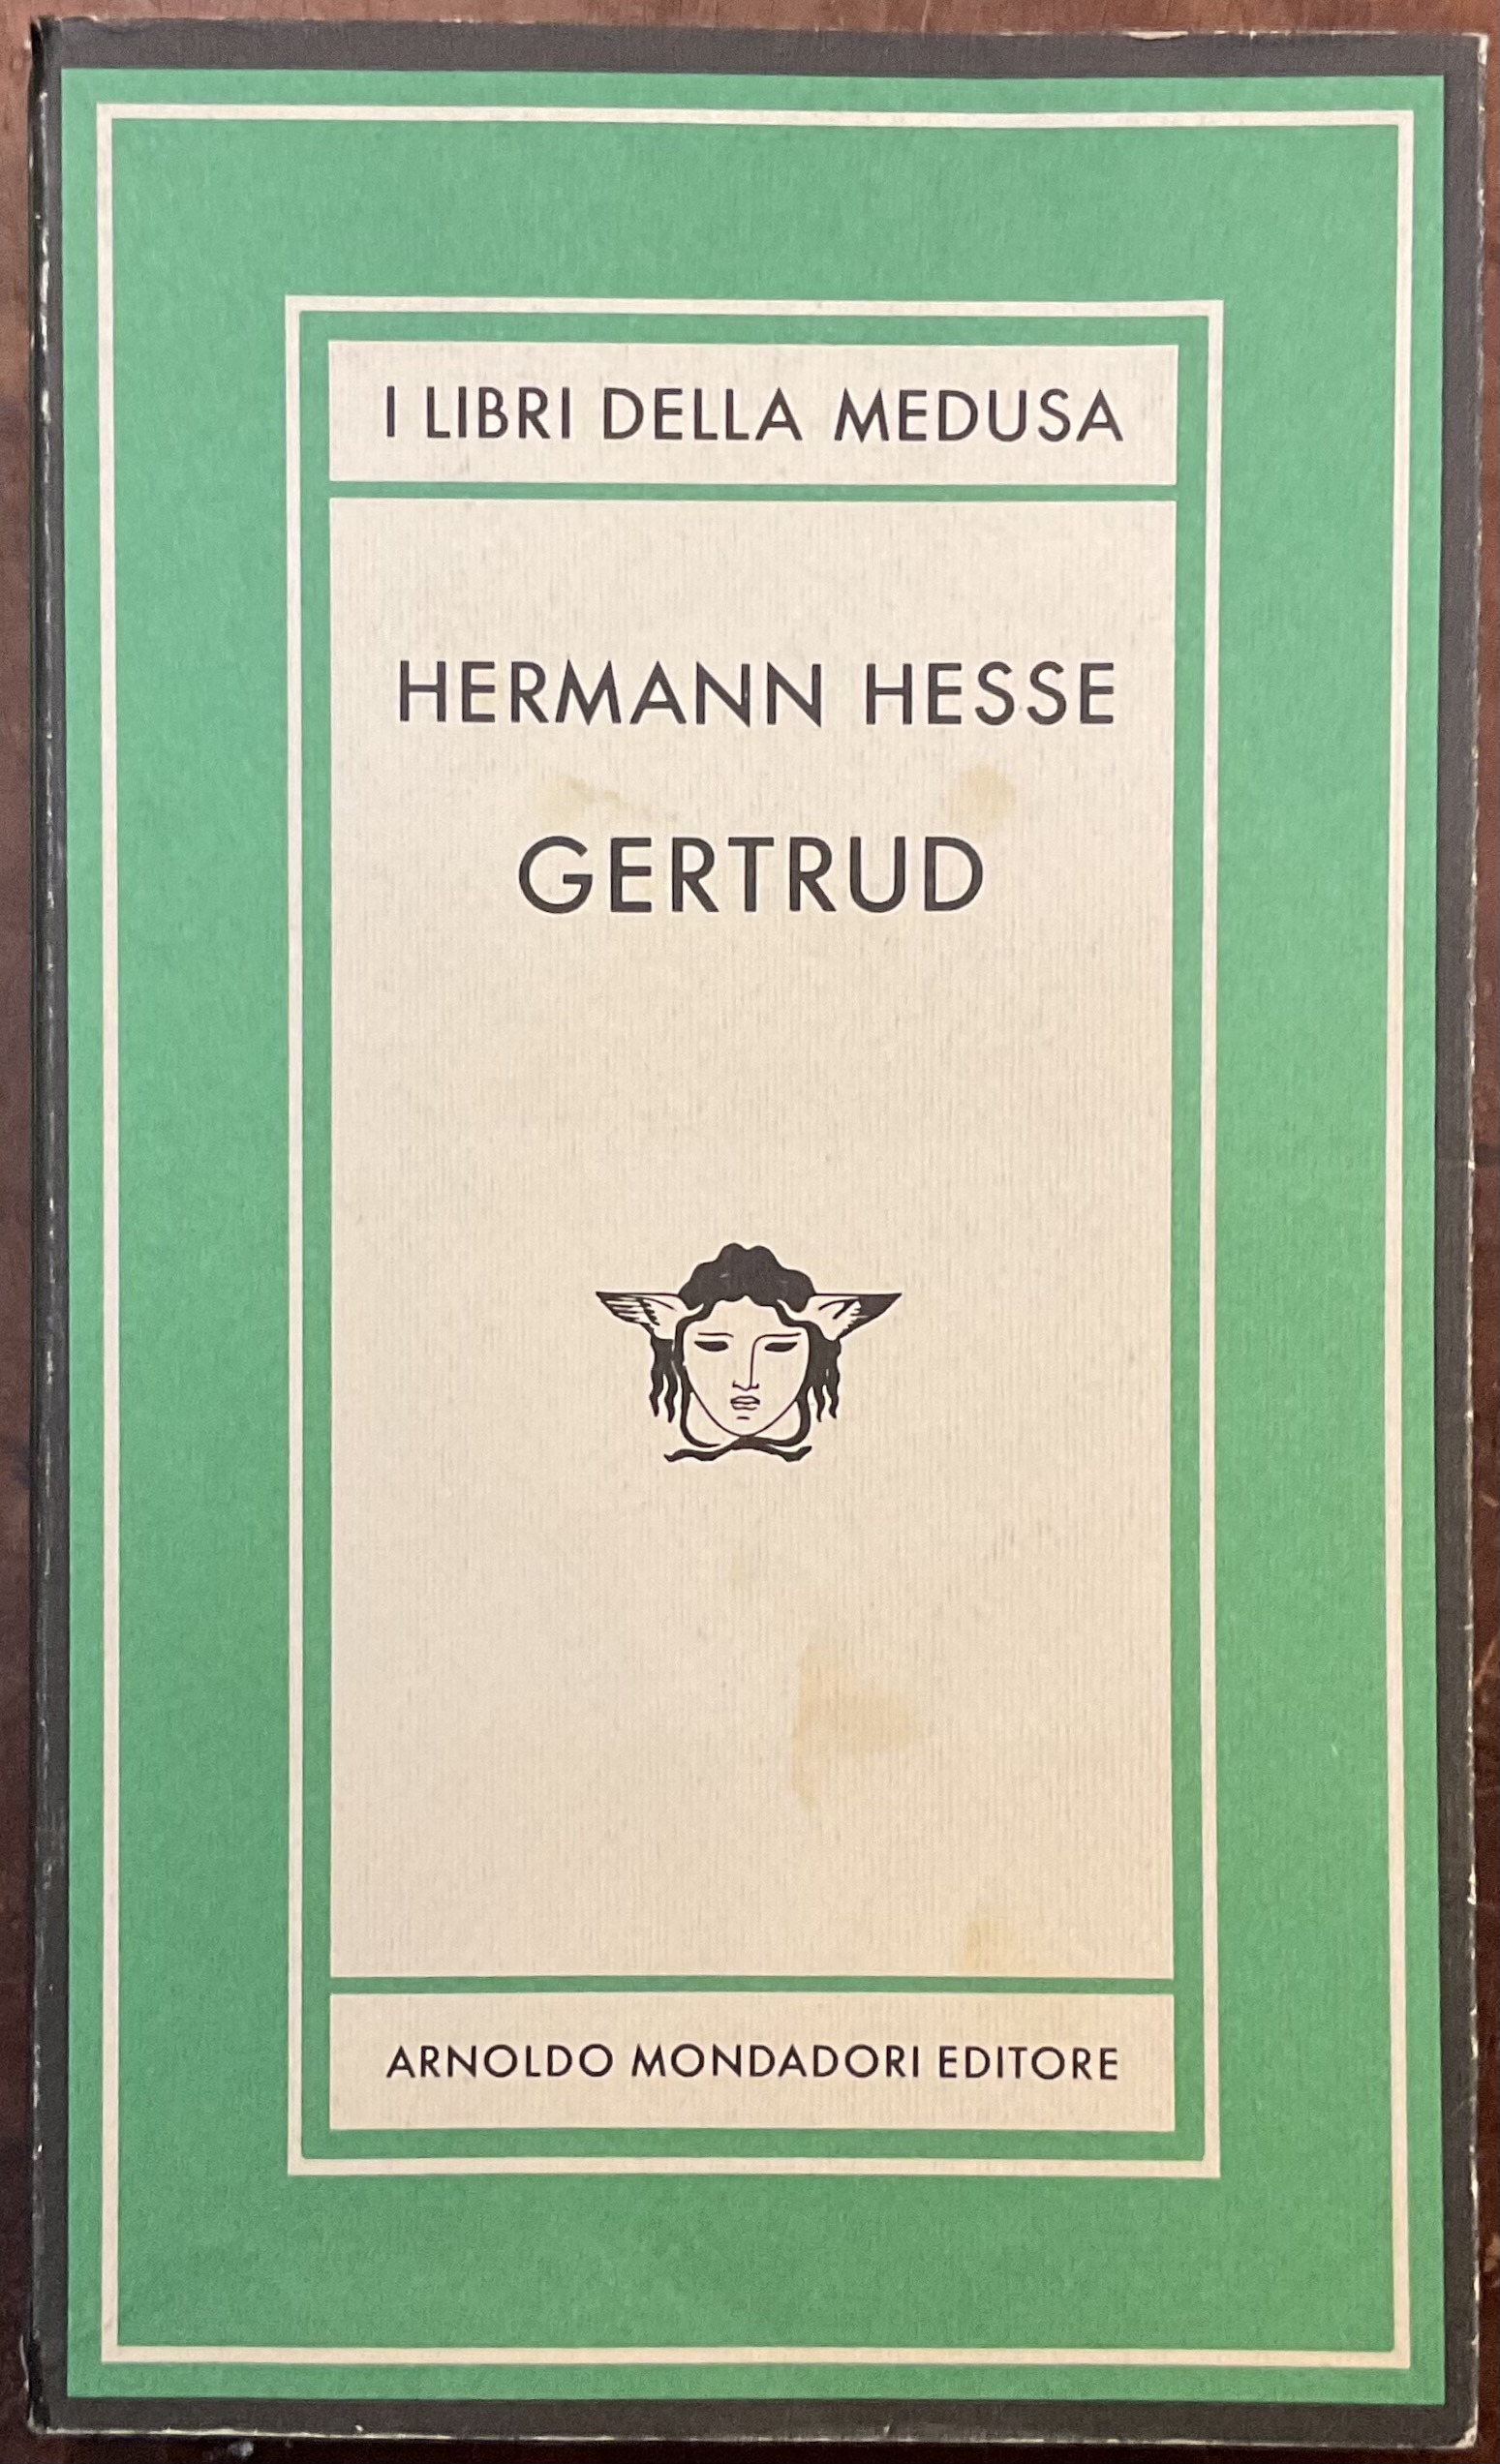 I LIBRI DELLA MEDUSA
HERMANN HESSE
GERTRUD
ARNOLDO MONDADORI EDITORE